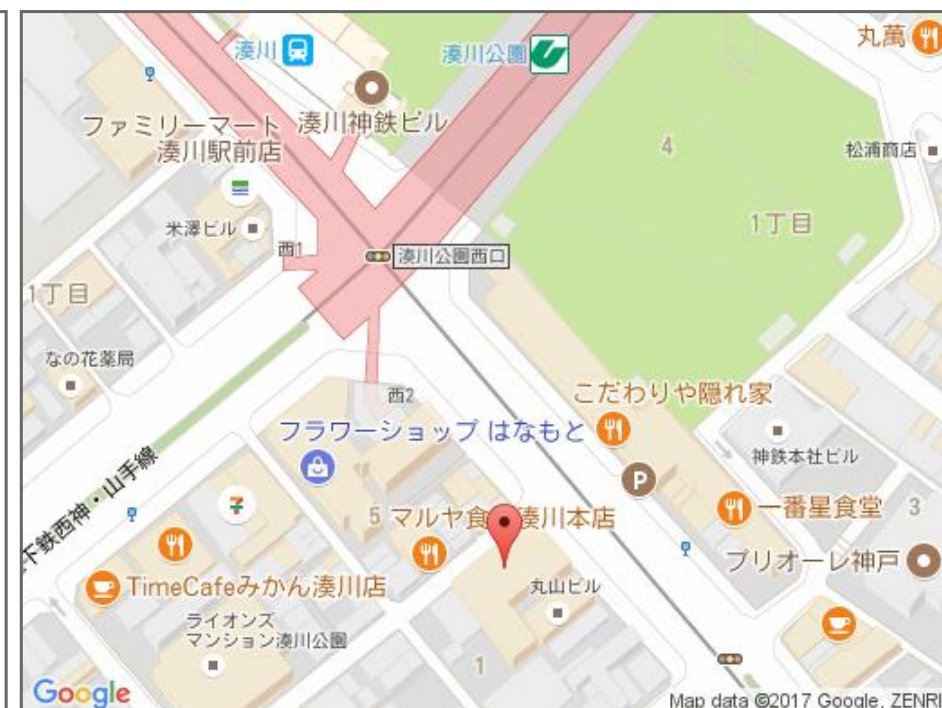 丸萬
湊川
湊川公園
ファミリーマート
湊川駅前店
湊川神鉄ビル
4
松浦商店
米澤ビル
1丁目
西1
湊川公園西口
1丁目
なの花薬局
西2
こだわりや隠れ家
フラワーショップ はなもと
神鉄本社ビル
P
下鉄西神・山手線
7
5
マルヤ食
湊川本店
一番星食堂
3
プリオーレ神戸
TimeCafeみかん湊川店
丸山ビル
ライオンズ
マンション湊川公園
1
Google
Map data ©2017 Google, ZENRI